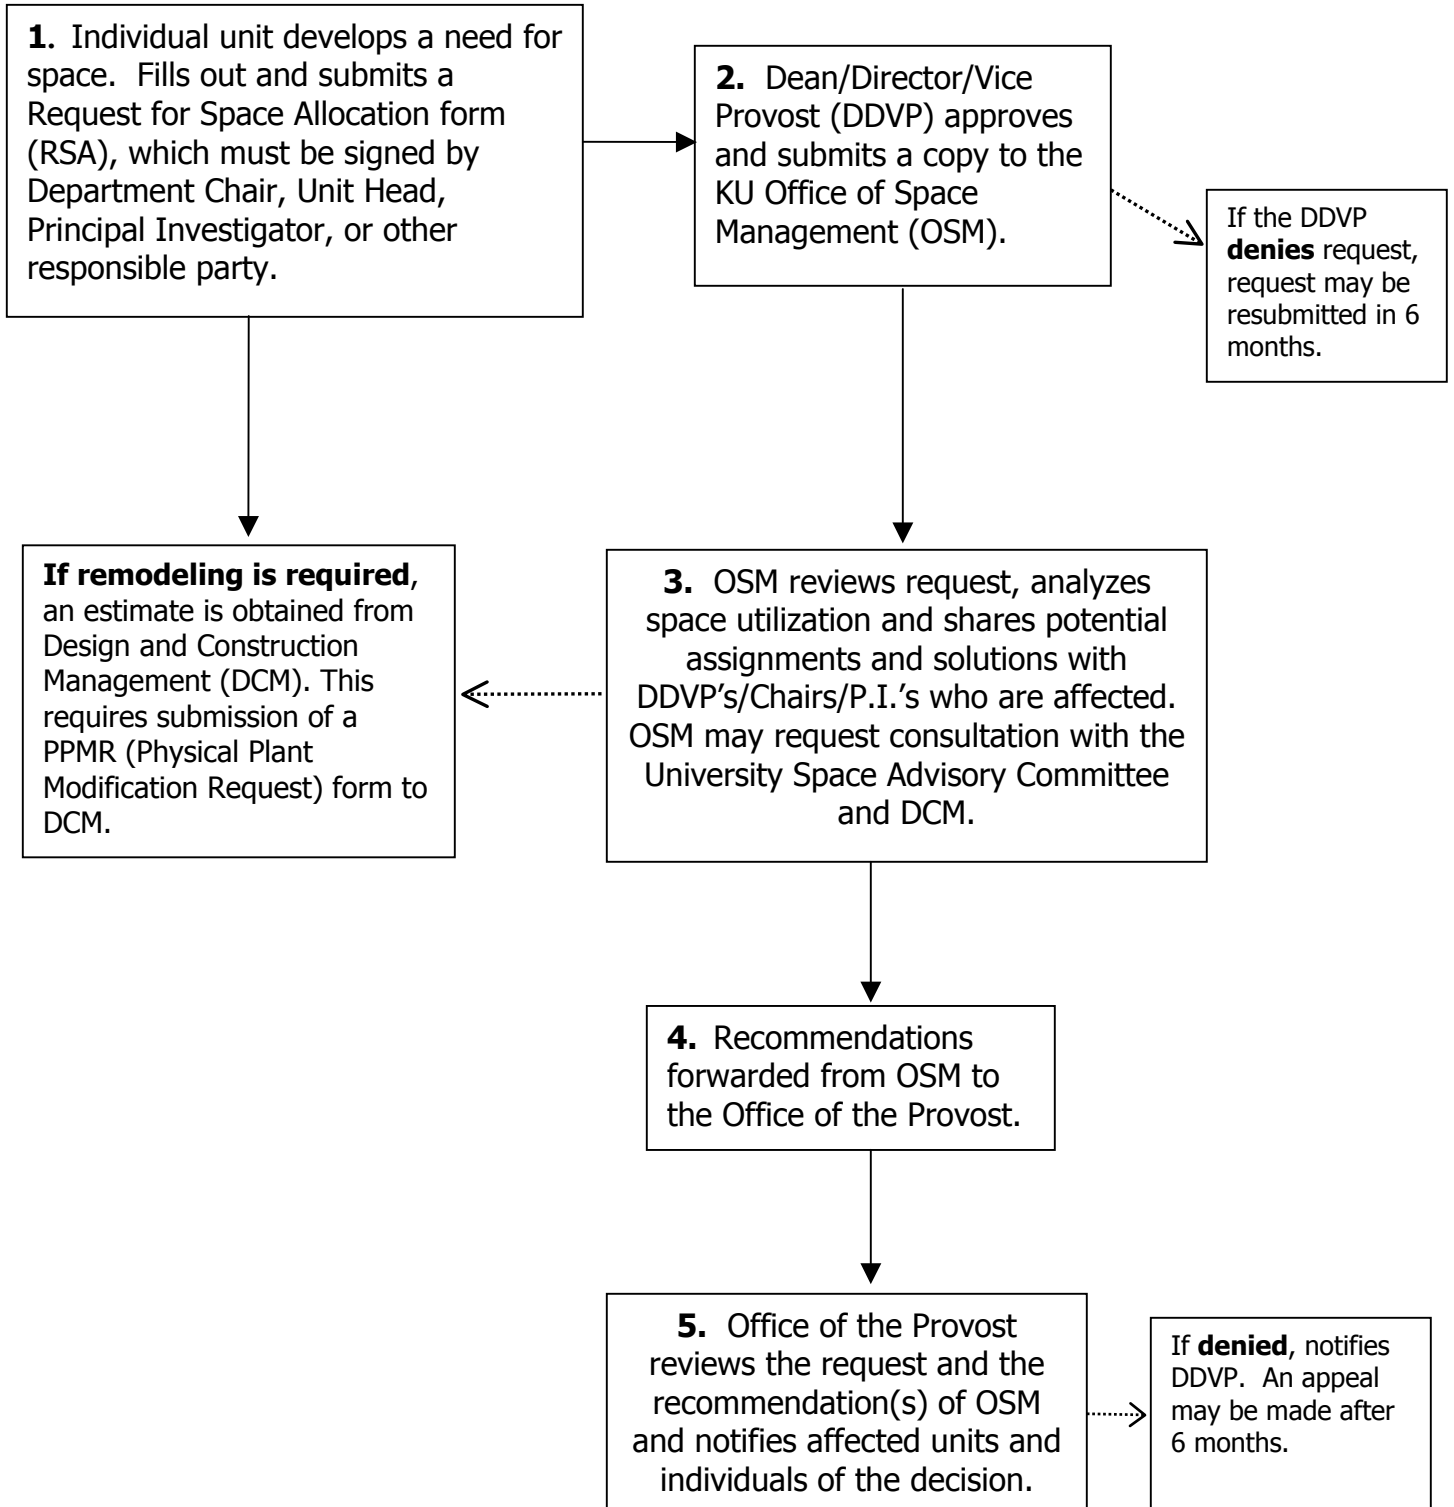 1. Individual unit develops a need for
space. Fills out and submits a
Request for Space Allocation form
(RSA), which must be signed by
Department Chair, Unit Head,
Principal Investigator, or other
responsible party.
2. Dean/Director/Vice
Provost (DDVP) approves
and submits a copy to the
KU Office of Space
Management (OSM).
If the DDVP
denies request,
request may be
resubmitted in 6
months.
If remodeling is required,
an estimate is obtained from
Design and Construction
Management (DCM). This
requires submission of a
PPMR (Physical Plant
Modification Request) form to
DCM.
3. OSM reviews request, analyzes
space utilization and shares potential
assignments and solutions with
DDVP's/Chairs/P.I.'s who are affected.
OSM may request consultation with the
University Space Advisory Committee
and DCM.
4. Recommendations
forwarded from OSM to
the Office of the Provost.
5. Office of the Provost
reviews the request and the
recommendation(s) of OSM
and notifies affected units and
individuals of the decision.
If denied, notifies
DDVP. An appeal
may be made after
6 months.